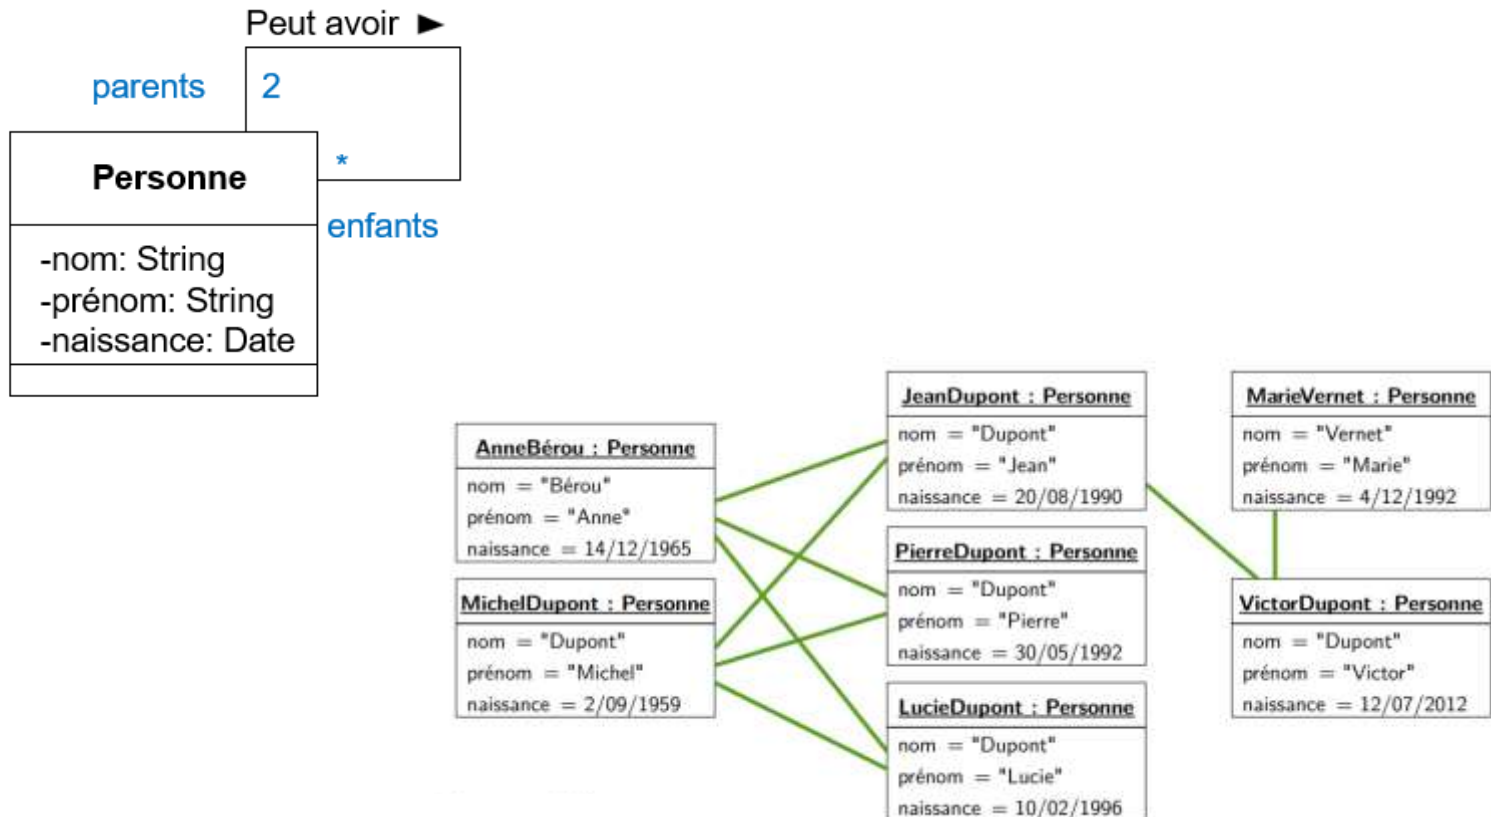 Peut avoir ►
parents 2
*
Personne
enfants
-nom: String
-prénom: String
-naissance: Date
AnneBérou : Personne
nom = "Bérou"
prénom = "Anne"
naissance = 14/12/1965
MichelDupont : Personne
nom = "Dupont"
prénom = "Michel"
naissance = 2/09/1959
JeanDupont : Personne
nom = "Dupont"
prénom = "Jean"
naissance = 20/08/1990
PierreDupont : Personne
nom = "Dupont"
prénom = "Pierre"
naissance = 30/05/1992
LucieDupont : Personne
nom = "Dupont"
prénom = "Lucie"
naissance = 10/02/1996
MarieVernet : Personne
nom = "Vernet"
prénom = "Marie"
naissance = 4/12/1992
VictorDupont : Personne
nom = "Dupont"
prénom = "Victor"
naissance = 12/07/2012